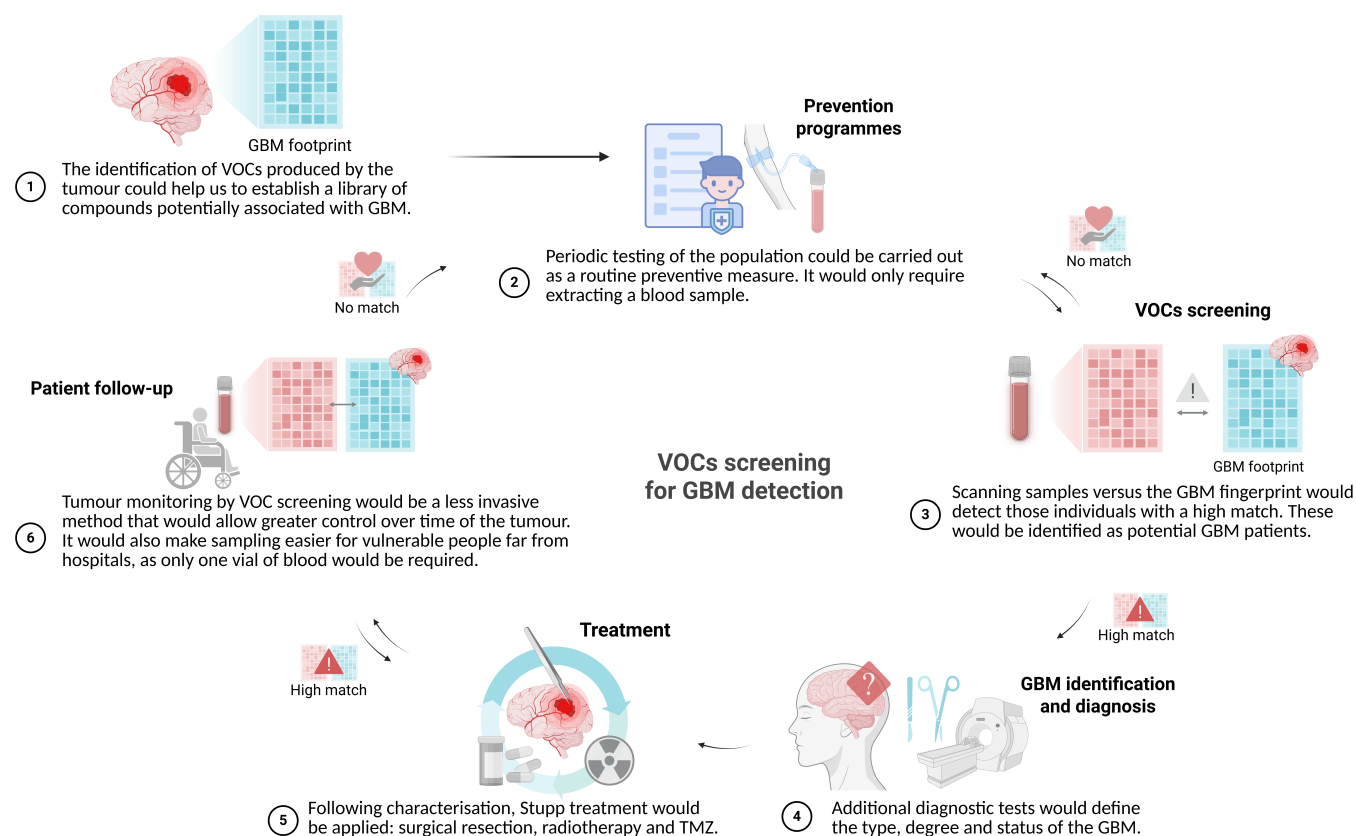 GBM footprint
1
The identification of VOCs produced by the
tumour could help us to establish a library of
compounds potentially associated with GBM.
Prevention
programmes
2
Periodic testing of the population could be carried out
as a routine preventive measure. It would only require
extracting a blood sample.
No match
No match
VOCs screening
!
GBM footprint
3
Scanning samples versus the GBM fingerprint would
detect those individuals with a high match. These
would be identified as potential GBM patients.
Patient follow-up
VOCs screening
for GBM detection
6
Tumour monitoring by VOC screening would be a less invasive
method that would allow greater control over time of the tumour.
It would also make sampling easier for vulnerable people far from
hospitals, as only one vial of blood would be required.
!
High match
GBM identification
and diagnosis
?
4
Additional diagnostic tests would define
the type, degree and status of the GBM.
Treatment
5
Following characterisation, Stupp treatment would
be applied: surgical resection, radiotherapy and TMZ.
!
High match